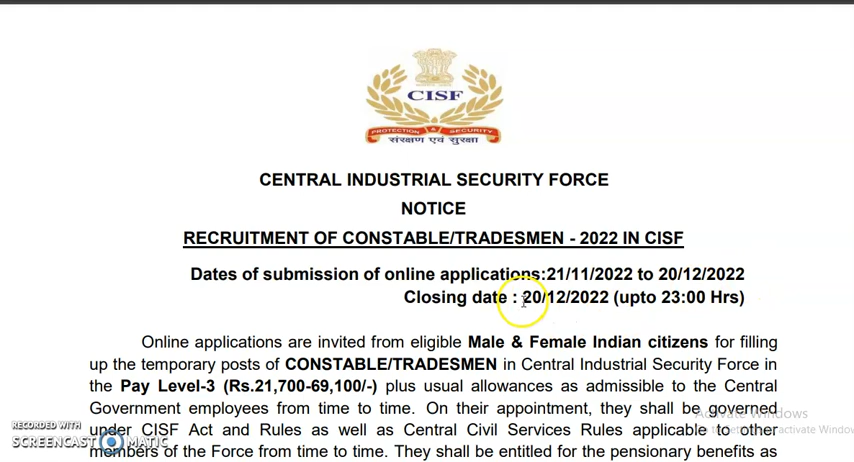 CISF
PROTECTION SECURITY
संरक्षण एवं सुरक्षा
CENTRAL INDUSTRIAL SECURITY FORCE
NOTICE
RECRUITMENT OF CONSTABLE/TRADESMEN - 2022 IN CISF
Dates of submission of online applications:21/11/2022 to 20/12/2022
Closing date : 20/12/2022 (upto 23:00 Hrs)
Online applications are invited from eligible Male & Female Indian citizens for filling
up the temporary posts of CONSTABLE/TRADESMEN in Central Industrial Security Force in
the Pay Level-3 (Rs.21,700-69,100/-) plus usual allowances as admissible to the Central
Government employees from time to time. On their appointment, they shall be governed
under CISF Act and Rules as well as Central Civil Services Rules applicable to other
members of the Force from time to time. They shall be entitled for the pensionary benefits as
Activate Windows
activate Windows
RECORDED WITH
SCREENCAST MATIC